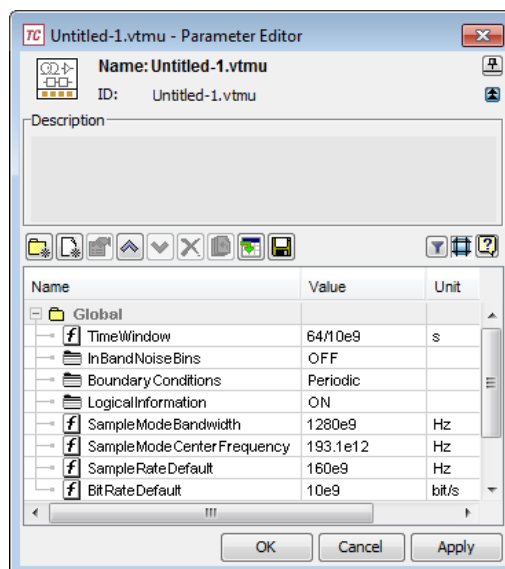 TC Untitled-1.vtmu - Parameter Editor
Name: Untitled-1.vtmu
ID: Untitled-1.vtmu
Description
Name Value Unit
Global
f TimeWindow 64/10e9 s
InBandNoiseBins OFF
Boundary Conditions Periodic
LogicalInformation ON
f SampleModeBandwidth 1280e9 Hz
f SampleModeCenterFrequency 193.1e12 Hz
f SampleRateDefault 160e9 Hz
f BitRateDefault 10e9 bit/s
OK Cancel Apply